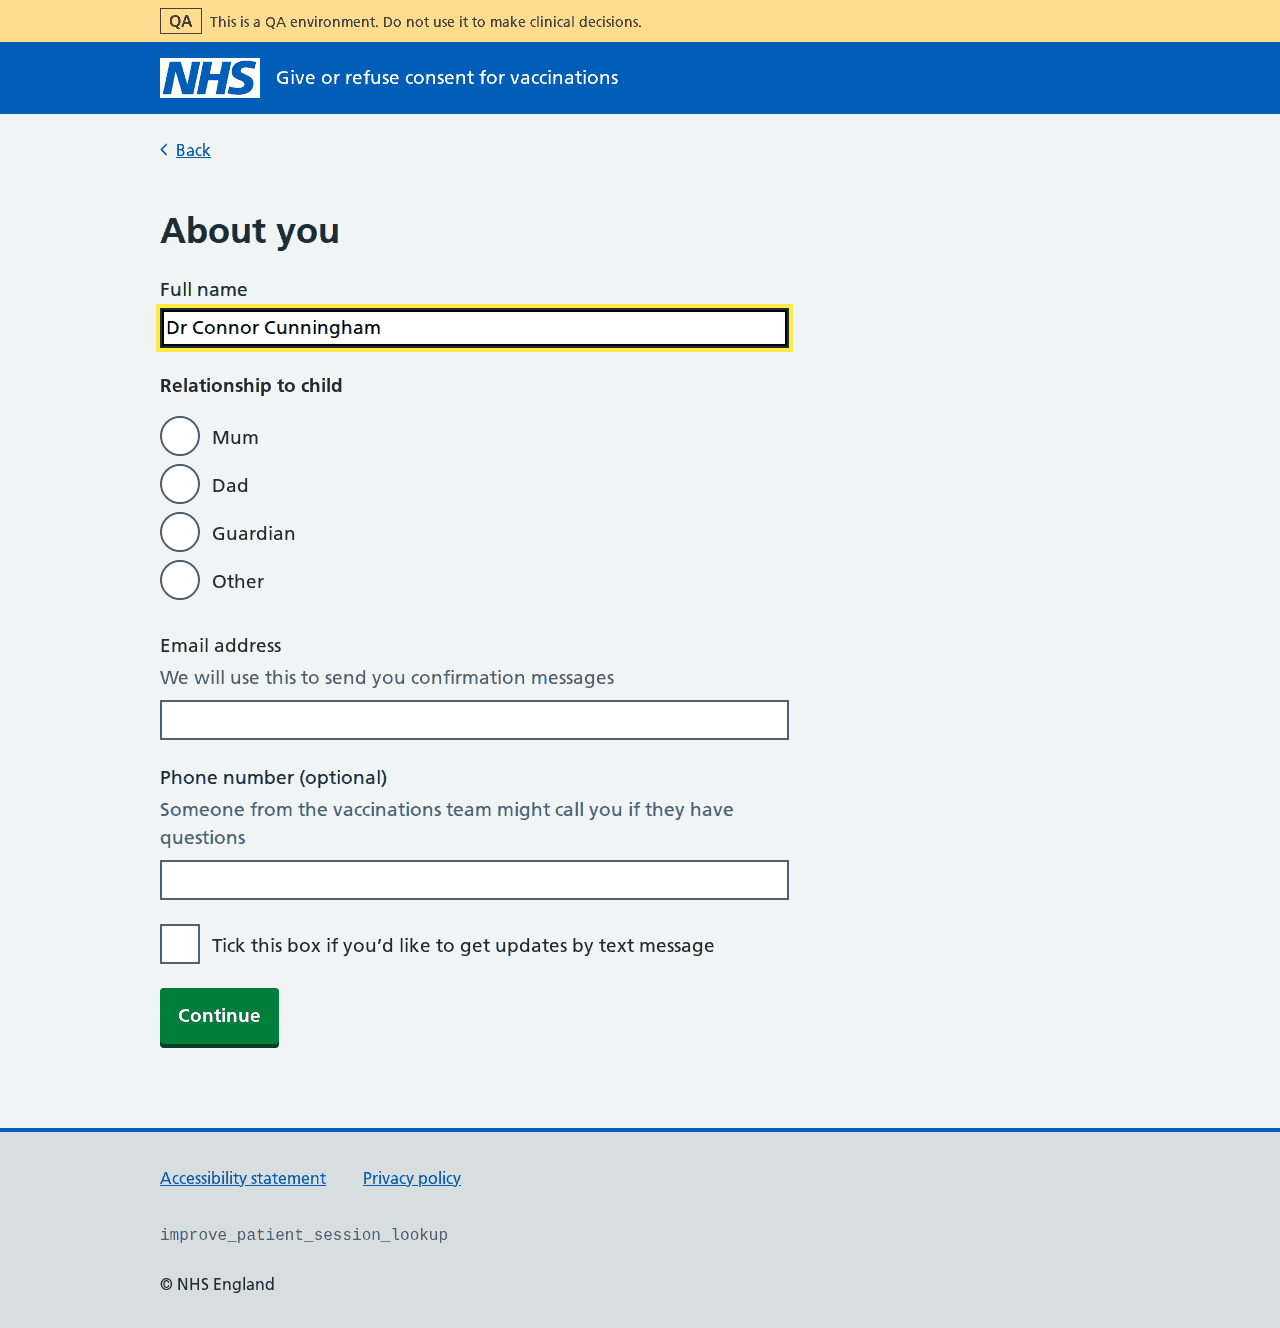 QA This is a QA environment. Do not use it to make clinical decisions.
NHS Give or refuse consent for vaccinations
Back
About you
Full name
Dr Connor Cunningham
Relationship to child
Mum
Dad
Guardian
Other
Email address
We will use this to send you confirmation messages
Phone number (optional)
Someone from the vaccinations team might call you if they have
questions
Tick this box if you’d like to get updates by text message
Continue
Accessibility statement Privacy policy
improve_patient_session_lookup
© NHS England